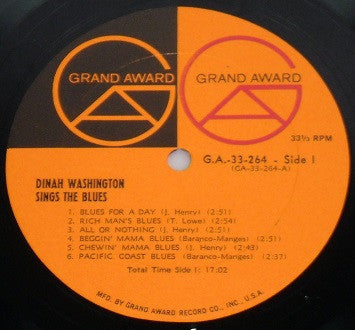 GRAND AWARD
GRAND AWARD
33⅓ RPM
G.A.-33-264 - Side 1
(GA-33-264-A)
DINAH WASHINGTON
SINGS THE BLUES
1. BLUES FOR A DAY (J. Henry) (2:51)
2. RICH MAN'S BLUES (T. Lowe) (2:54)
3. ALL OR NOTHING (J. Henry) (2:51)
4. BEGGIN' MAMA BLUES (Baranco-Manges) (2:51)
5. CHEWIN' MAMA BLUES (J. Henry) (2:43)
6. PACIFIC COAST BLUES (Baranco-Manges) (2:37)
Total Time Side 1: 17:02
MFD. BY GRAND AWARD RECORD CO., INC., U.S.A.